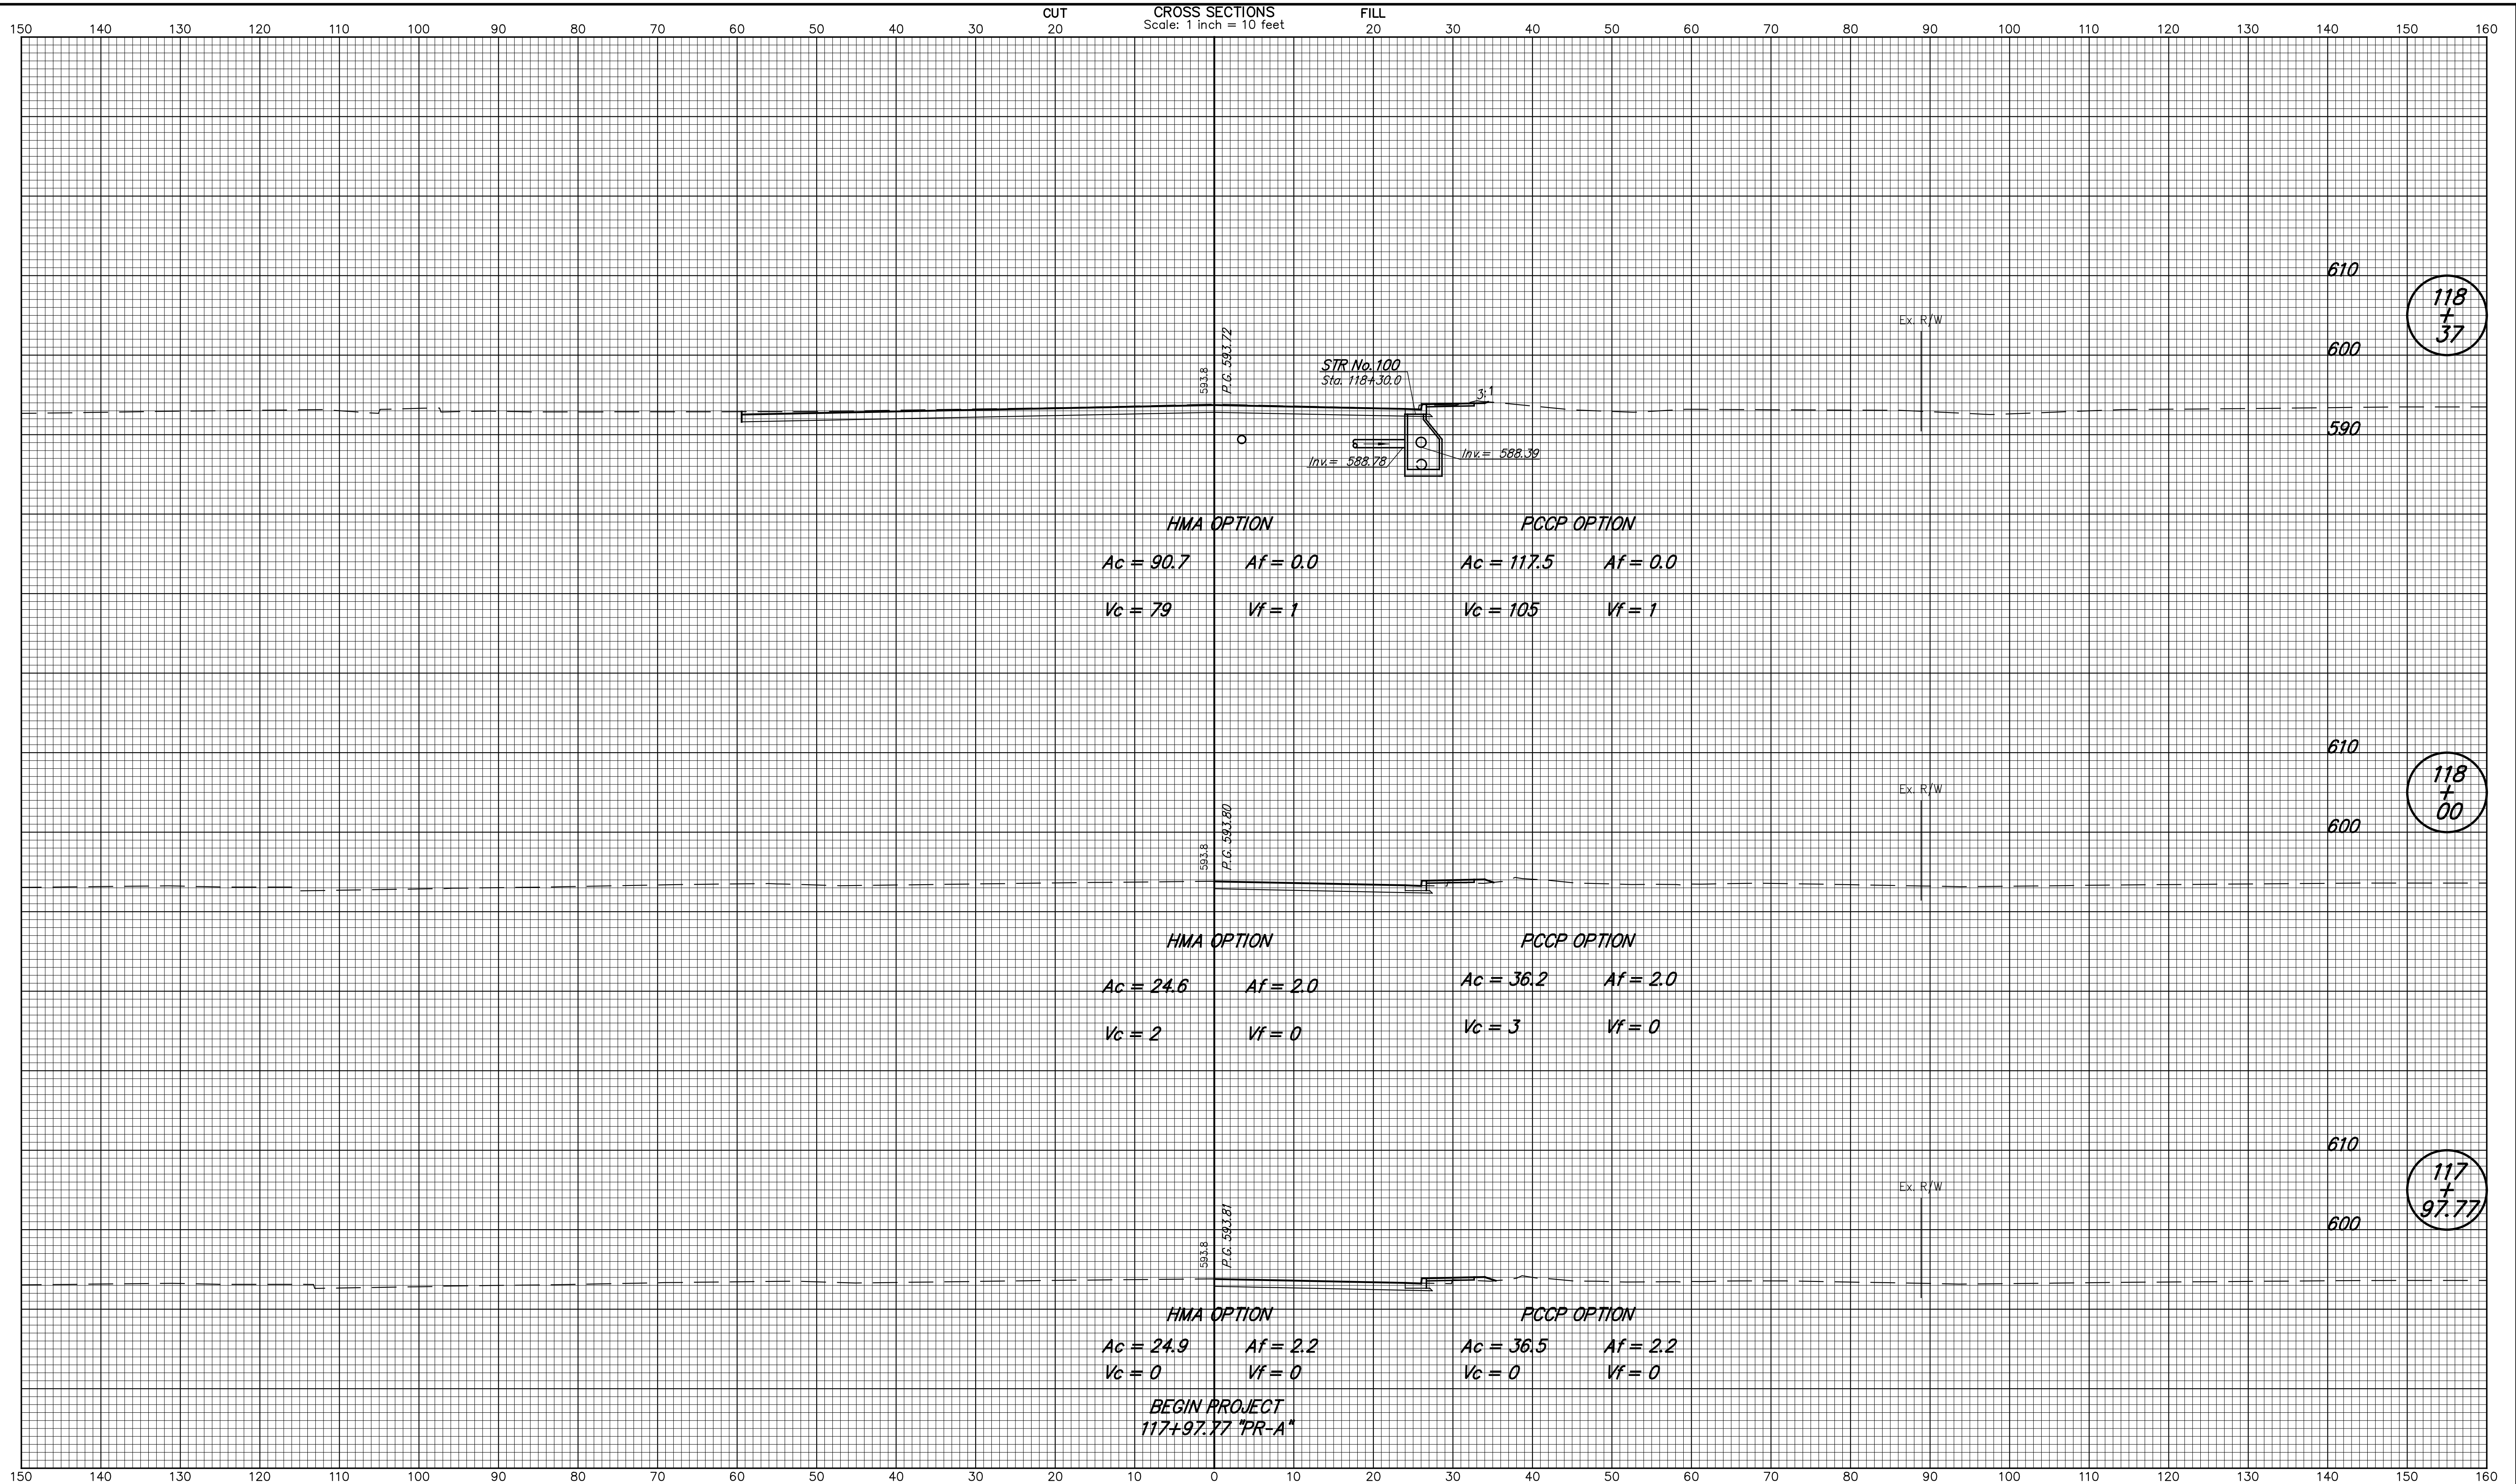 CUT CROSS SECTIONS FILL
Scale: 1 inch = 10 feet
150 140 130 120 110 100 90 80 70 60 50 40 30 20 20 30 40 50 60 70 80 90 100 110 120 130 140 150 160
610
118
+
37
Ex. R/W
600
593.8
P.G. 593.72
STR No. 100
Sta. 118+30.0
3:1
590
Inv.= 588.78
Inv.= 588.39
HMA OPTION PCCP OPTION
Ac = 90.7 Af = 0.0 Ac = 117.5 Af = 0.0
Vc = 79 Vf = 1 Vc = 105 Vf = 1
610
118
+
00
Ex. R/W
600
593.8
P.G. 593.80
HMA OPTION PCCP OPTION
Ac = 24.6 Af = 2.0 Ac = 36.2 Af = 2.0
Vc = 2 Vf = 0 Vc = 3 Vf = 0
610
117
+
97.77
Ex. R/W
600
593.8
P.G. 593.81
HMA OPTION PCCP OPTION
Ac = 24.9 Af = 2.2 Ac = 36.5 Af = 2.2
Vc = 0 Vf = 0 Vc = 0 Vf = 0
BEGIN PROJECT
117+97.77 "PR-A"
150 140 130 120 110 100 90 80 70 60 50 40 30 20 10 0 10 20 30 40 50 60 70 80 90 100 110 120 130 140 150 160